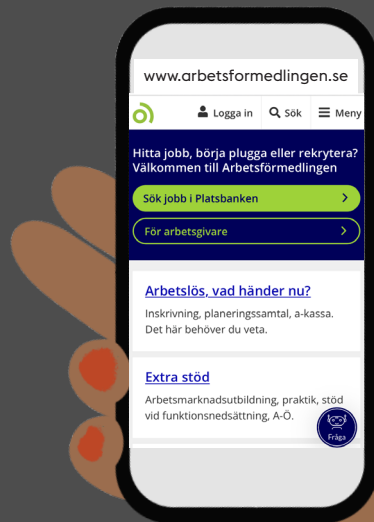 www.arbetsformedlingen.se
Logga in Sök Meny
Hitta jobb, börja plugga eller rekrytera?
Välkommen till Arbetsförmedlingen
Sök jobb i Platsbanken
För arbetsgivare
Arbetslös, vad händer nu?
Inskrivning, planeringssamtal, a-kassa.
Det här behöver du veta.
Extra stöd
Arbetsmarknadsutbildning, praktik, stöd
vid funktionsnedsättning, A-Ö.
Fråga